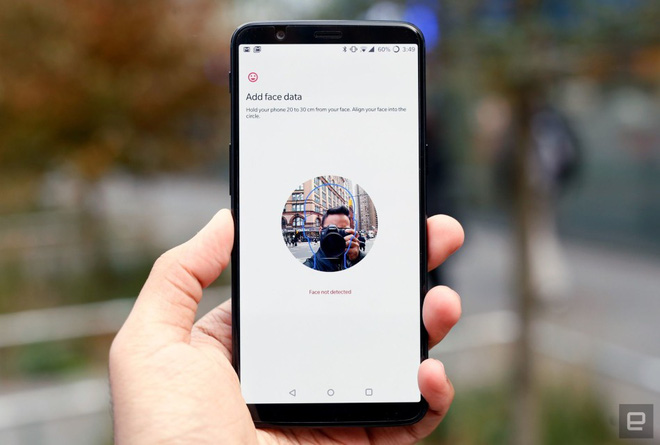 60% 3:49
Add face data
Hold your phone 20 to 30 cm from your face. Align your face into the
circle.
Face not detected
e